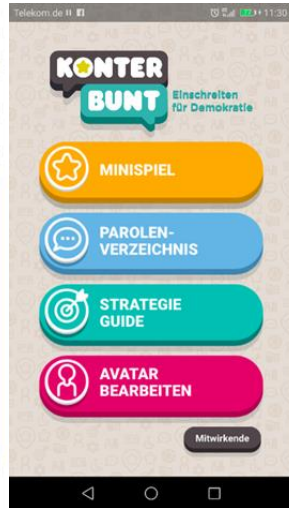 Telekom.de
11:30
KONTER
BUNT
Einschreiten
für Demokratie
MINISPIEL
PAROLEN-
VERZEICHNIS
STRATEGIE
GUIDE
AVATAR
BEARBEITEN
Mitwirkende